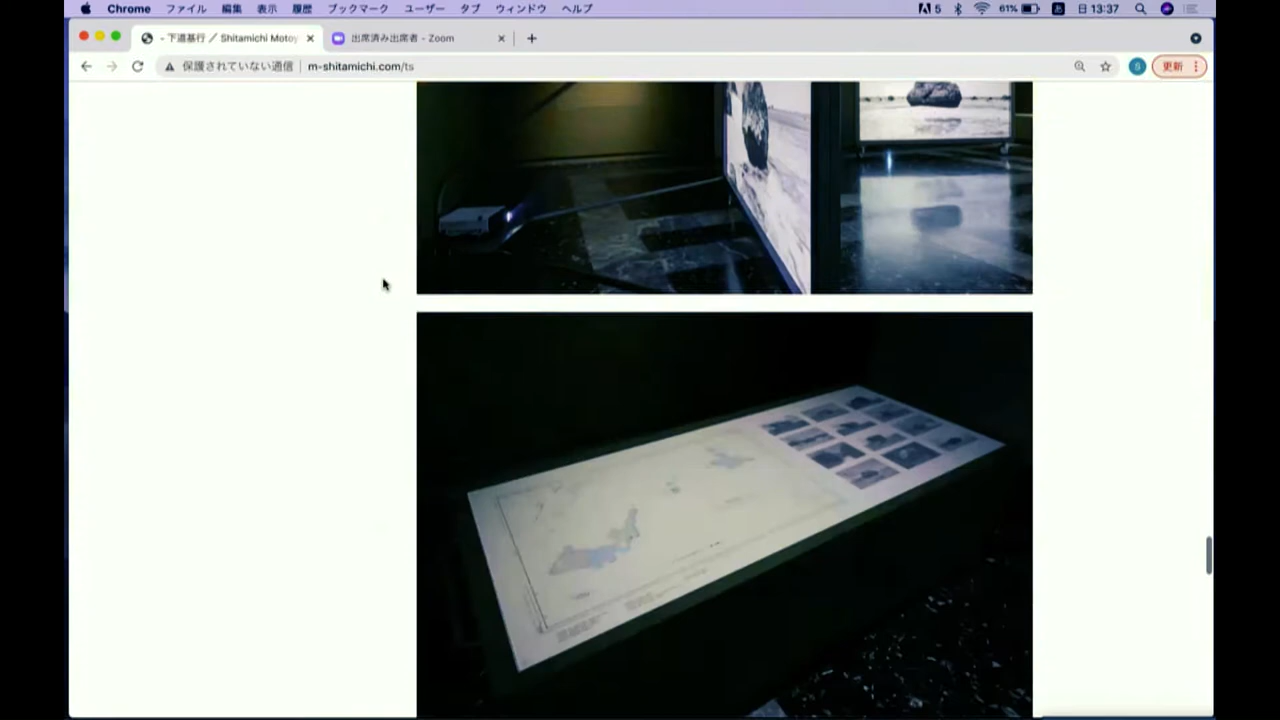 Chrome ファイル 編集 表示 履歴 ブックマーク ユーザー タブ ウィンドウ ヘルプ 5 61% あ 日 13:37
- 下道基行 ／ Shitamichi Motoy 出席済み出席者 - Zoom
保護されていない通信 m-shitamichi.com/ts S 更新